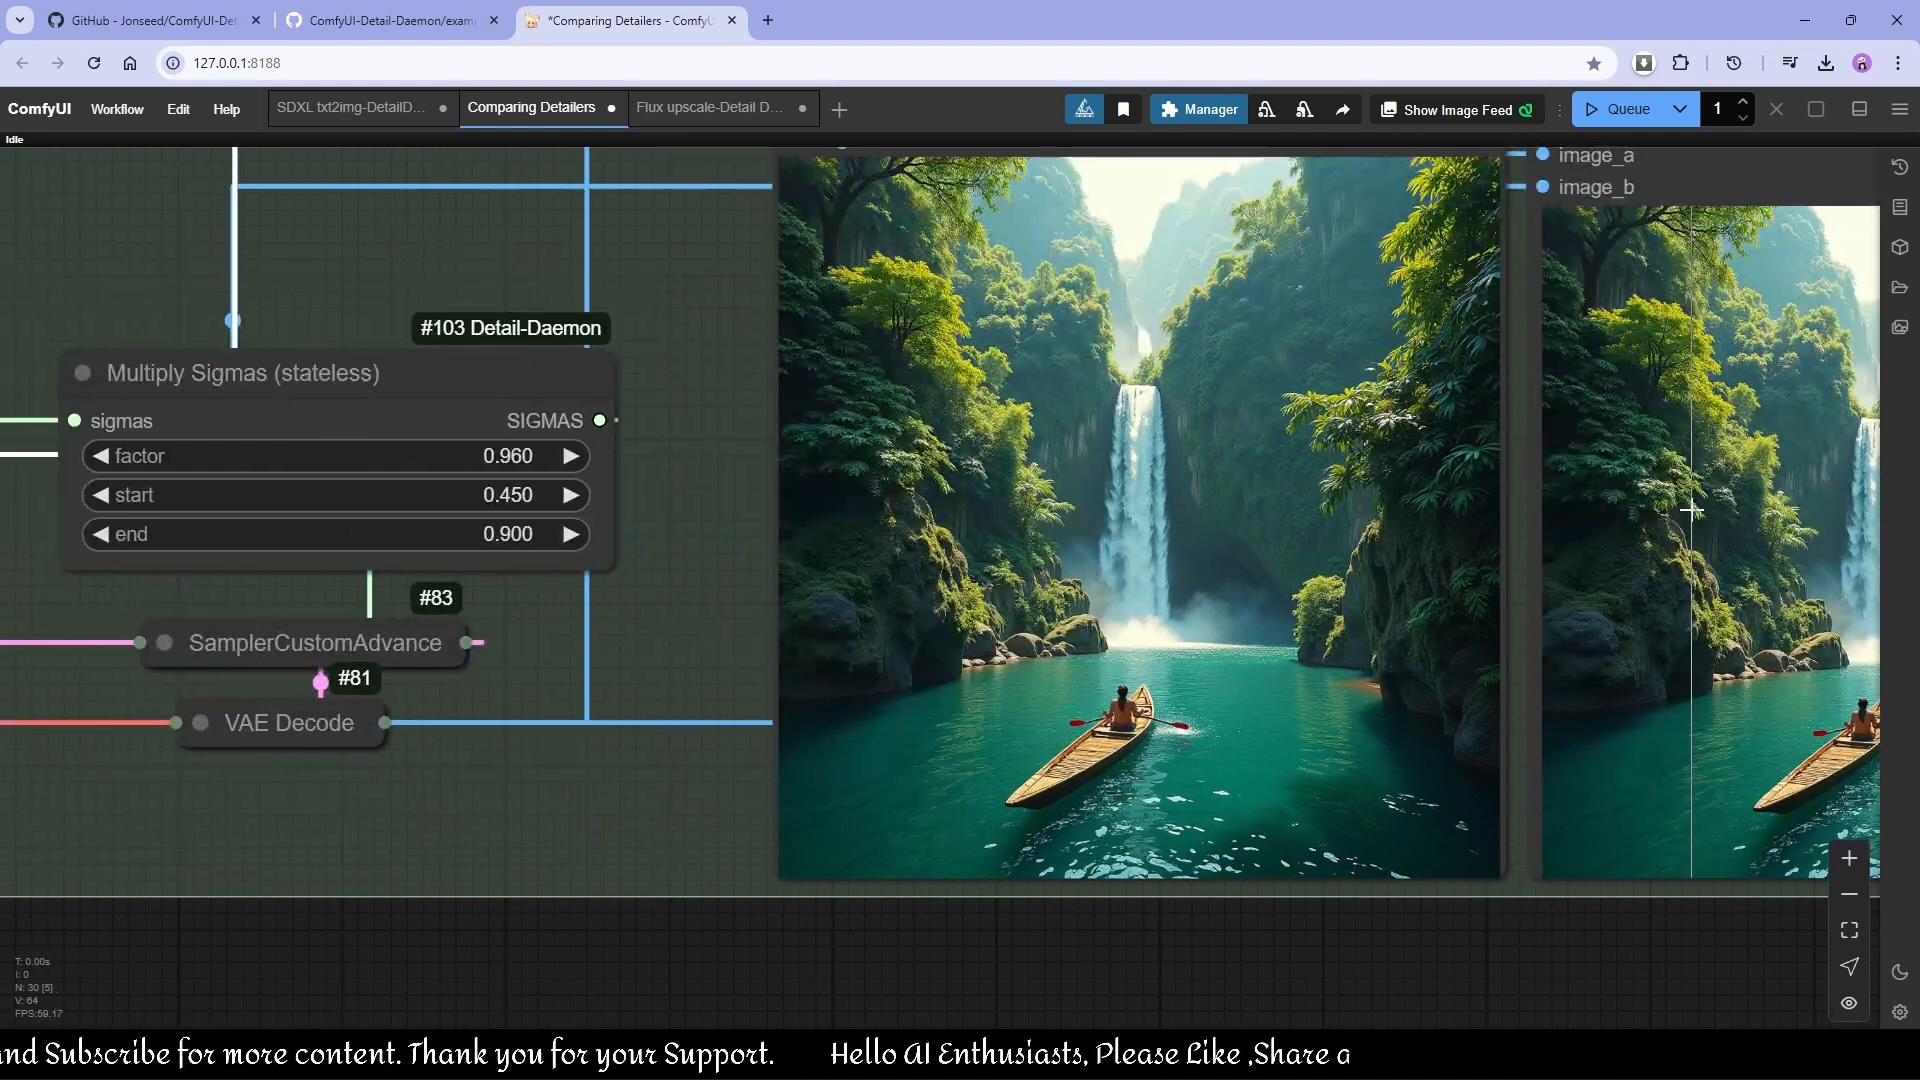 GitHub - Jonseed/ComfyUI-Det
ComfyUI-Detail-Daemon/exam
*Comparing Detailers - ComfyU
127.0.0.1:8188
ComfyUI
Workflow
Edit
Help
SDXL txt2img-DetailD...
Comparing Detailers
Flux upscale-Detail D...
Manager
Show Image Feed
Queue
1
Idle
image_a
image_b
#103 Detail-Daemon
Multiply Sigmas (stateless)
sigmas
SIGMAS
factor
0.960
start
0.450
end
0.900
#83
SamplerCustomAdvance
#81
VAE Decode
T: 0.00s
I: 0
N: 30 [5]
V: 64
FPS:59.17
and Subscribe for more content. Thank you for your Support. Hello AI Enthusiasts, Please Like ,Share a